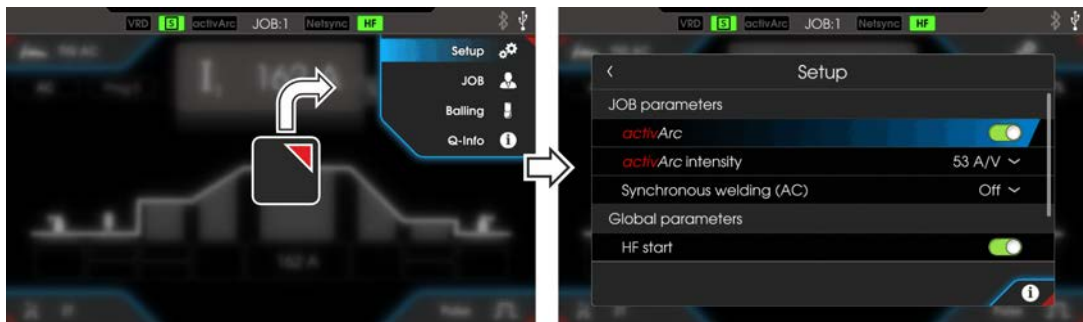 VRD S activArc JOB:1 Netsync HF
Setup
JOB
Balling
Q-Info i
VRD S activArc JOB:1 Netsync HF
Setup
JOB parameters
activArc
activArc intensity 53 A/V
Synchronous welding (AC) Off
Global parameters
HF start
i